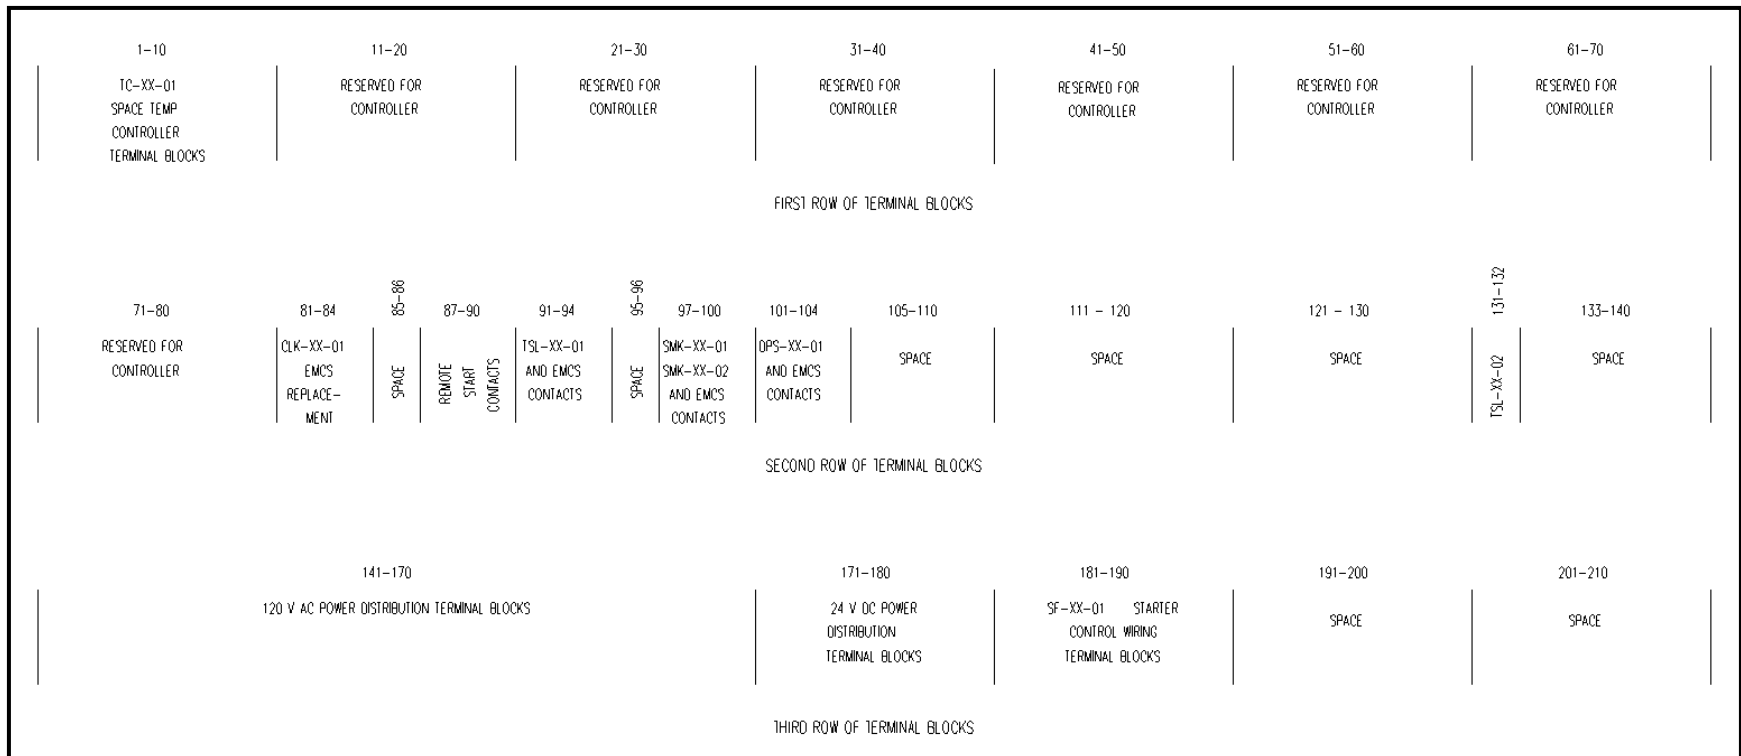 1-10 11-20 21-30 31-40 41-50 51-60 61-70
TC-XX-01 RESERVED FOR RESERVED FOR RESERVED FOR RESERVED FOR RESERVED FOR RESERVED FOR
SPACE TEMP CONTROLLER CONTROLLER CONTROLLER CONTROLLER CONTROLLER CONTROLLER
CONTROLLER
TERMINAL BLOCKS
FIRST ROW OF TERMINAL BLOCKS
71-80 81-84 85-86 87-90 91-94 95-96 97-100 101-104 105-110 111 - 120 121 - 130 131-132 133-140
RESERVED FOR
CONTROLLER
CLK-XX-01
EMCS
REPLACE-
MENT
SPACE
REMOTE
START
CONTACTS
TSL-XX-01
AND EMCS
CONTACTS
SPACE
SMK-XX-01
SMK-XX-02
AND EMCS
CONTACTS
DPS-XX-01
AND EMCS
CONTACTS
SPACE
SPACE
SPACE
TSL-XX-02
SPACE
SECOND ROW OF TERMINAL BLOCKS
141-170 171-180 181-190 191-200 201-210
120 V AC POWER DISTRIBUTION TERMINAL BLOCKS
24 V DC POWER
DISTRIBUTION
TERMINAL BLOCKS
SF-XX-01 STARTER
CONTROL WIRING
TERMINAL BLOCKS
SPACE
SPACE
THIRD ROW OF TERMINAL BLOCKS